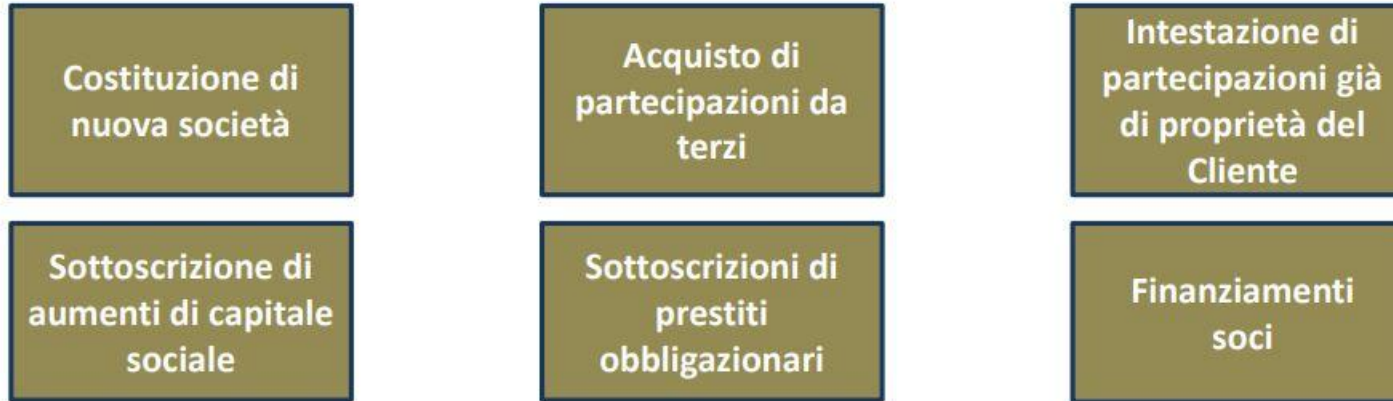 Costituzione di
nuova società
Acquisto di
partecipazioni da
terzi
Intestazione di
partecipazioni già
di proprietà del
Cliente
Sottoscrizione di
aumenti di capitale
sociale
Sottoscrizioni di
prestiti
obbligazionari
Finanziamenti
soci